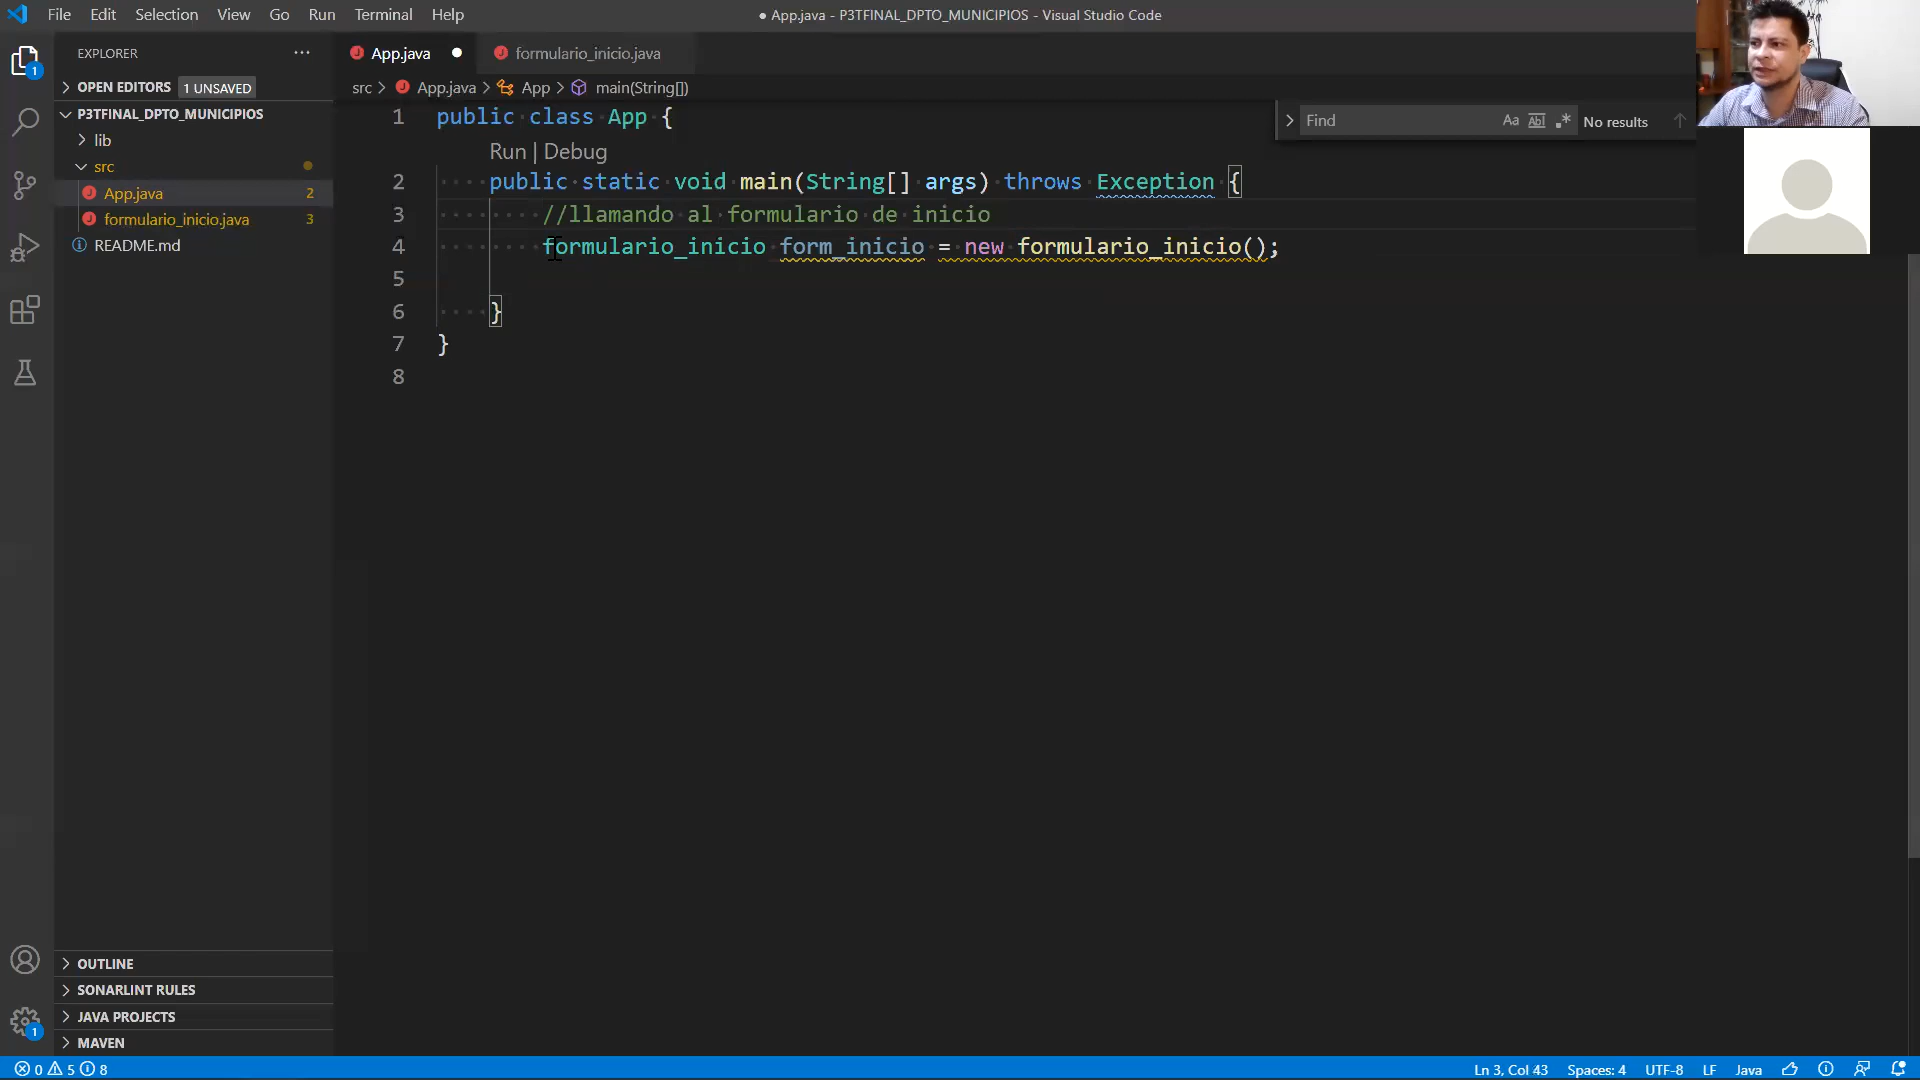 File Edit Selection View Go Run Terminal Help
● App.java - P3TFINAL_DPTO_MUNICIPIOS - Visual Studio Code
EXPLORER
App.java
formulario_inicio.java
1
OPEN EDITORS 1 UNSAVED
src > App.java > App > main(String[])
P3TFINAL_DPTO_MUNICIPIOS
lib
src
App.java 2
formulario_inicio.java 3
README.md
Find
Aa Abl .* No results
1 public class App {
Run | Debug
2 public static void main(String[] args) throws Exception {
3 //llamando al formulario de inicio
4 formulario_inicio form_inicio = new formulario_inicio();
5
6 }
7 }
8
OUTLINE
SONARLINT RULES
JAVA PROJECTS
1
MAVEN
0 5 8
Ln 3, Col 43 Spaces: 4 UTF-8 LF Java